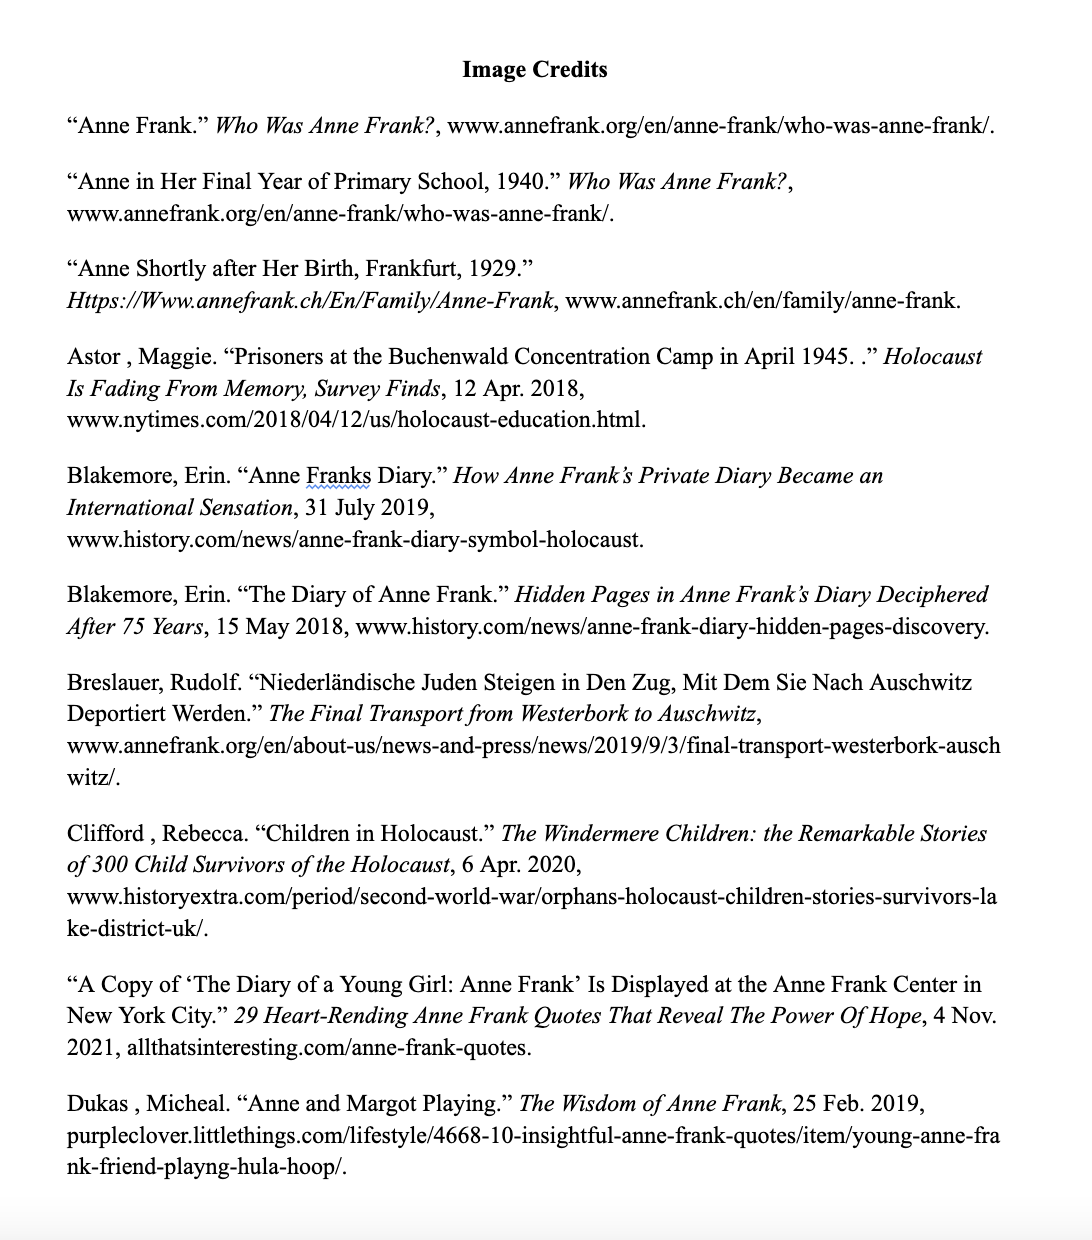 Image Credits
“Anne Frank.” Who Was Anne Frank?, www.annefrank.org/en/anne-frank/who-was-anne-frank/.
“Anne in Her Final Year of Primary School, 1940.” Who Was Anne Frank?,
www.annefrank.org/en/anne-frank/who-was-anne-frank/.
“Anne Shortly after Her Birth, Frankfurt, 1929.”
Https://Www.annefrank.ch/En/Family/Anne-Frank, www.annefrank.ch/en/family/anne-frank.
Astor , Maggie. “Prisoners at the Buchenwald Concentration Camp in April 1945. .” Holocaust
Is Fading From Memory, Survey Finds, 12 Apr. 2018,
www.nytimes.com/2018/04/12/us/holocaust-education.html.
Blakemore, Erin. “Anne Franks Diary.” How Anne Frank’s Private Diary Became an
International Sensation, 31 July 2019,
www.history.com/news/anne-frank-diary-symbol-holocaust.
Blakemore, Erin. “The Diary of Anne Frank.” Hidden Pages in Anne Frank’s Diary Deciphered
After 75 Years, 15 May 2018, www.history.com/news/anne-frank-diary-hidden-pages-discovery.
Breslauer, Rudolf. “Niederländische Juden Steigen in Den Zug, Mit Dem Sie Nach Auschwitz
Deportiert Werden.” The Final Transport from Westerbork to Auschwitz,
www.annefrank.org/en/about-us/news-and-press/news/2019/9/3/final-transport-westerbork-ausch
witz/.
Clifford , Rebecca. “Children in Holocaust.” The Windermere Children: the Remarkable Stories
of 300 Child Survivors of the Holocaust, 6 Apr. 2020,
www.historyextra.com/period/second-world-war/orphans-holocaust-children-stories-survivors-la
ke-district-uk/.
“A Copy of ‘The Diary of a Young Girl: Anne Frank’ Is Displayed at the Anne Frank Center in
New York City.” 29 Heart-Rending Anne Frank Quotes That Reveal The Power Of Hope, 4 Nov.
2021, allthatsinteresting.com/anne-frank-quotes.
Dukas , Micheal. “Anne and Margot Playing.” The Wisdom of Anne Frank, 25 Feb. 2019,
purpleclover.littlethings.com/lifestyle/4668-10-insightful-anne-frank-quotes/item/young-anne-fra
nk-friend-playng-hula-hoop/.